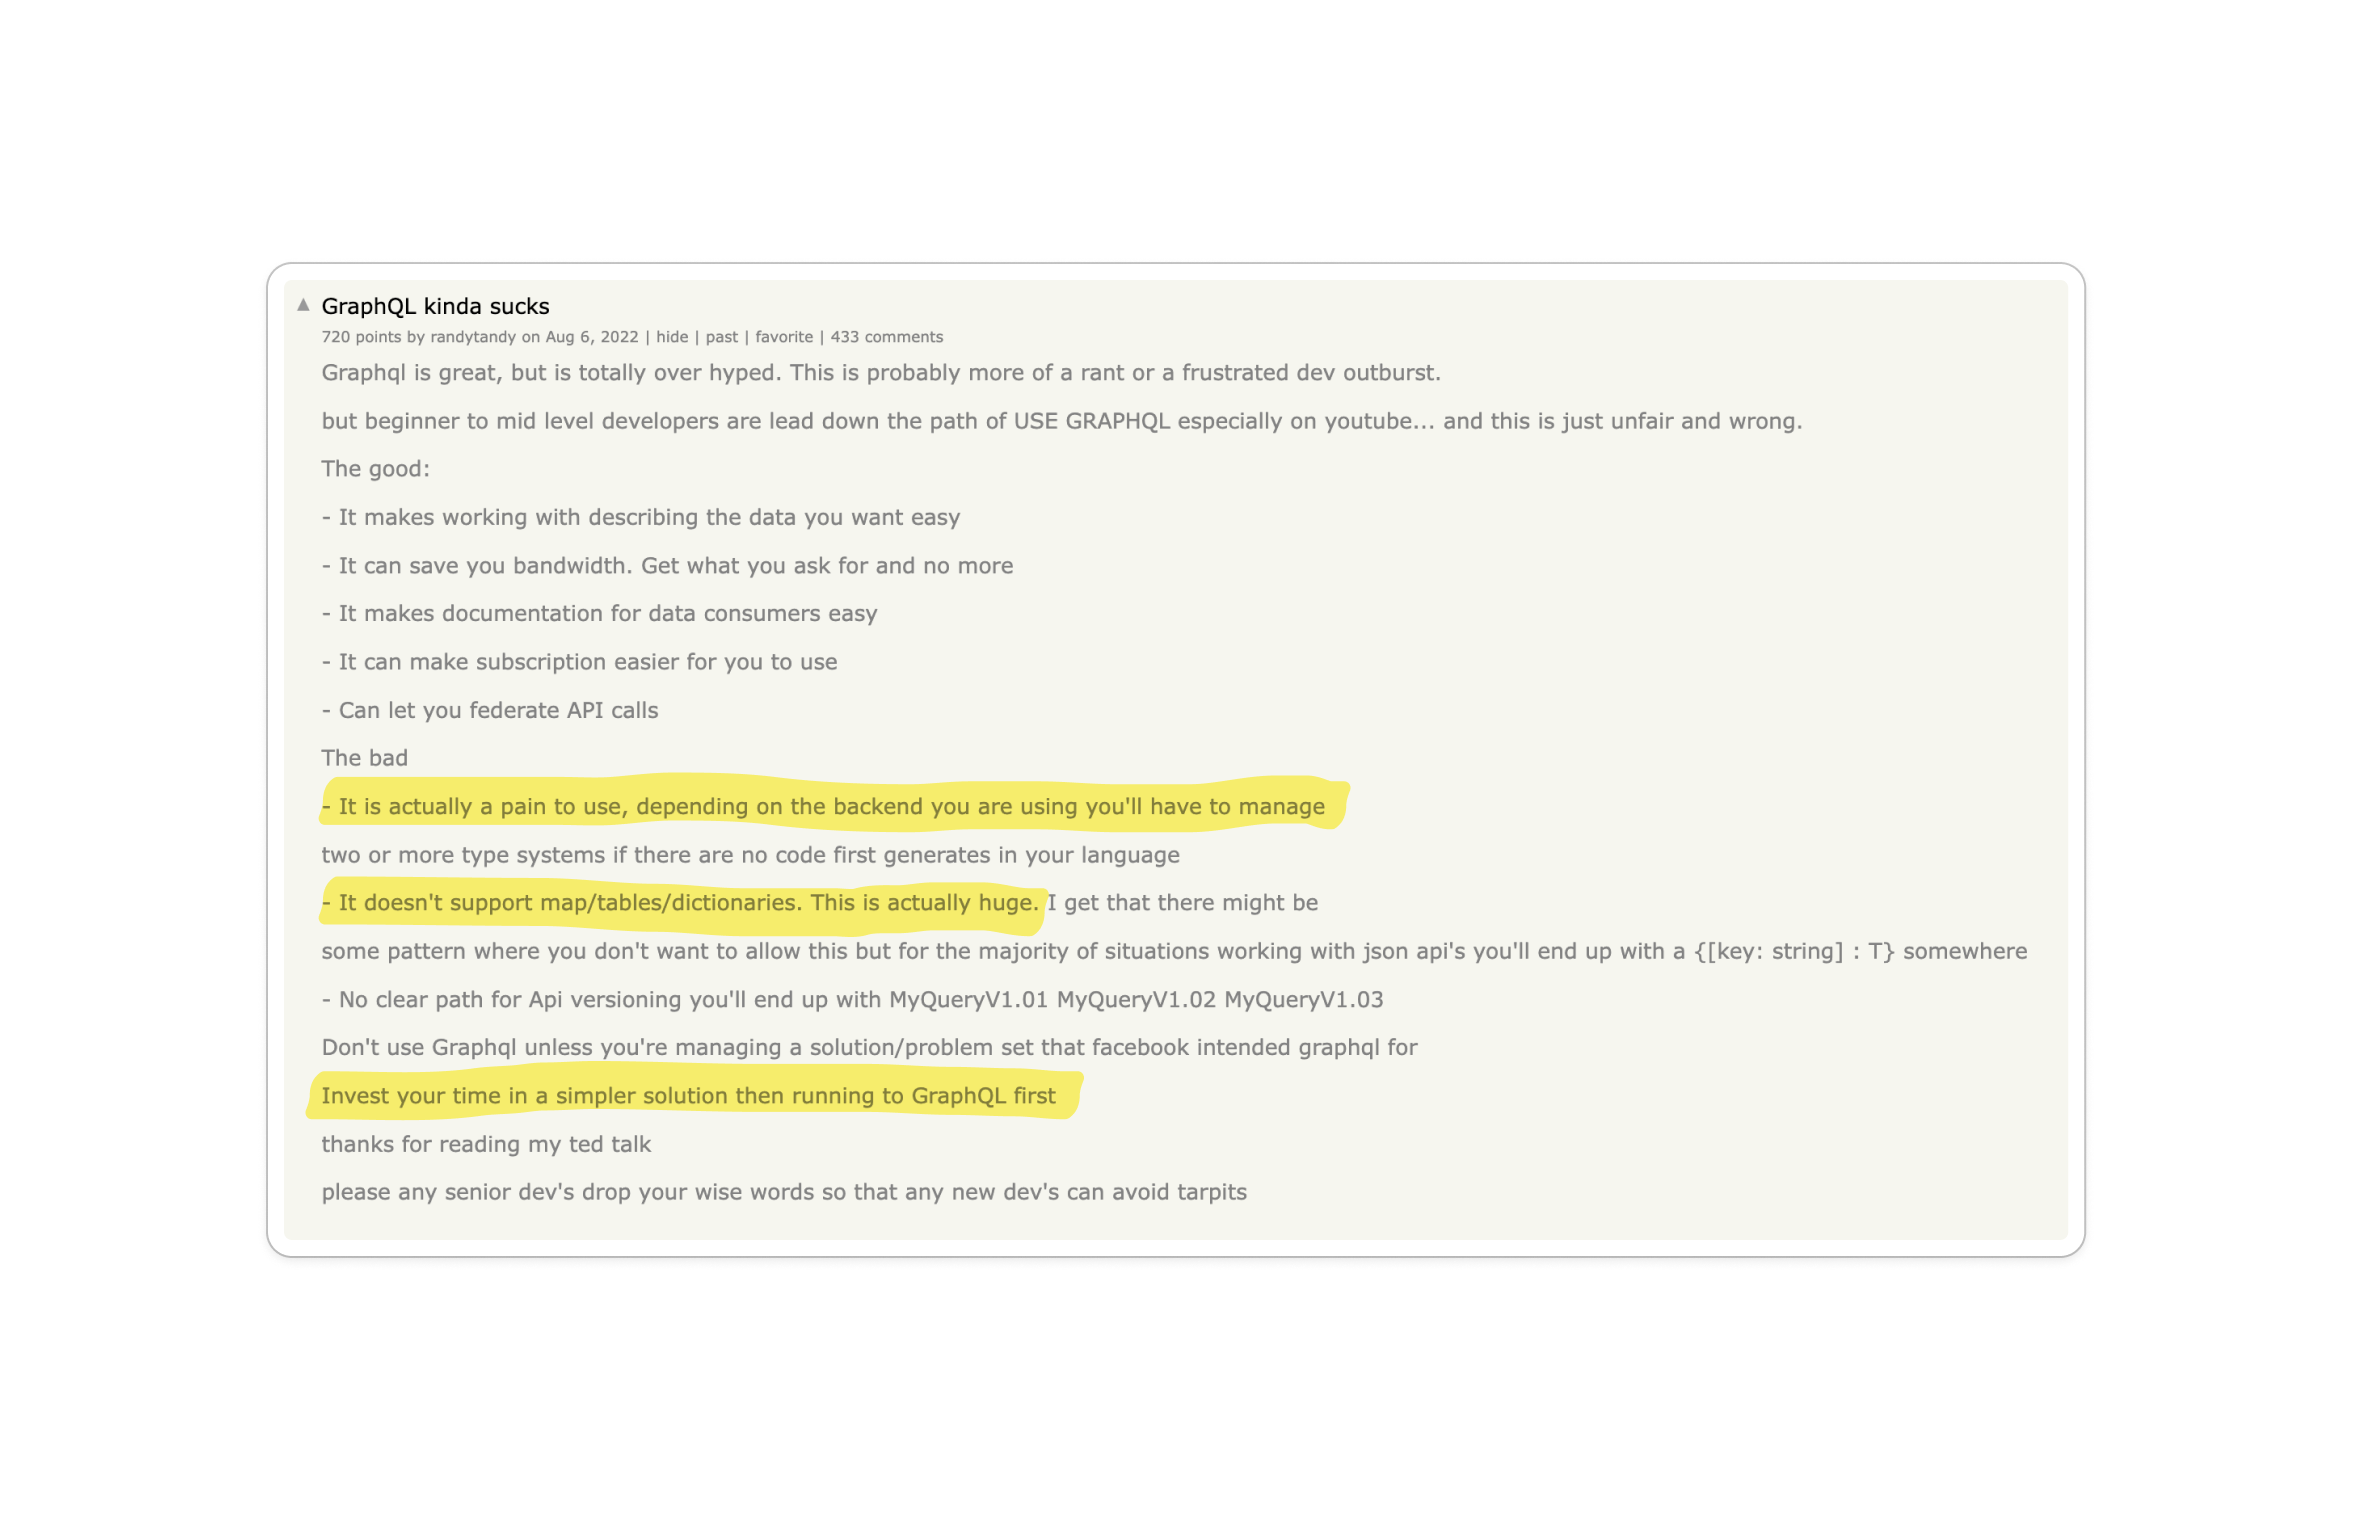 ▲ GraphQL kinda sucks
720 points by randytandy on Aug 6, 2022 | hide | past | favorite | 433 comments
Graphql is great, but is totally over hyped. This is probably more of a rant or a frustrated dev outburst.
but beginner to mid level developers are lead down the path of USE GRAPHQL especially on youtube... and this is just unfair and wrong.
The good:
- It makes working with describing the data you want easy
- It can save you bandwidth. Get what you ask for and no more
- It makes documentation for data consumers easy
- It can make subscription easier for you to use
- Can let you federate API calls
The bad
- It is actually a pain to use, depending on the backend you are using you'll have to manage
two or more type systems if there are no code first generates in your language
- It doesn't support map/tables/dictionaries. This is actually huge. I get that there might be
some pattern where you don't want to allow this but for the majority of situations working with json api's you'll end up with a {[key: string] : T} somewhere
- No clear path for Api versioning you'll end up with MyQueryV1.01 MyQueryV1.02 MyQueryV1.03
Don't use Graphql unless you're managing a solution/problem set that facebook intended graphql for
Invest your time in a simpler solution then running to GraphQL first
thanks for reading my ted talk
please any senior dev's drop your wise words so that any new dev's can avoid tarpits